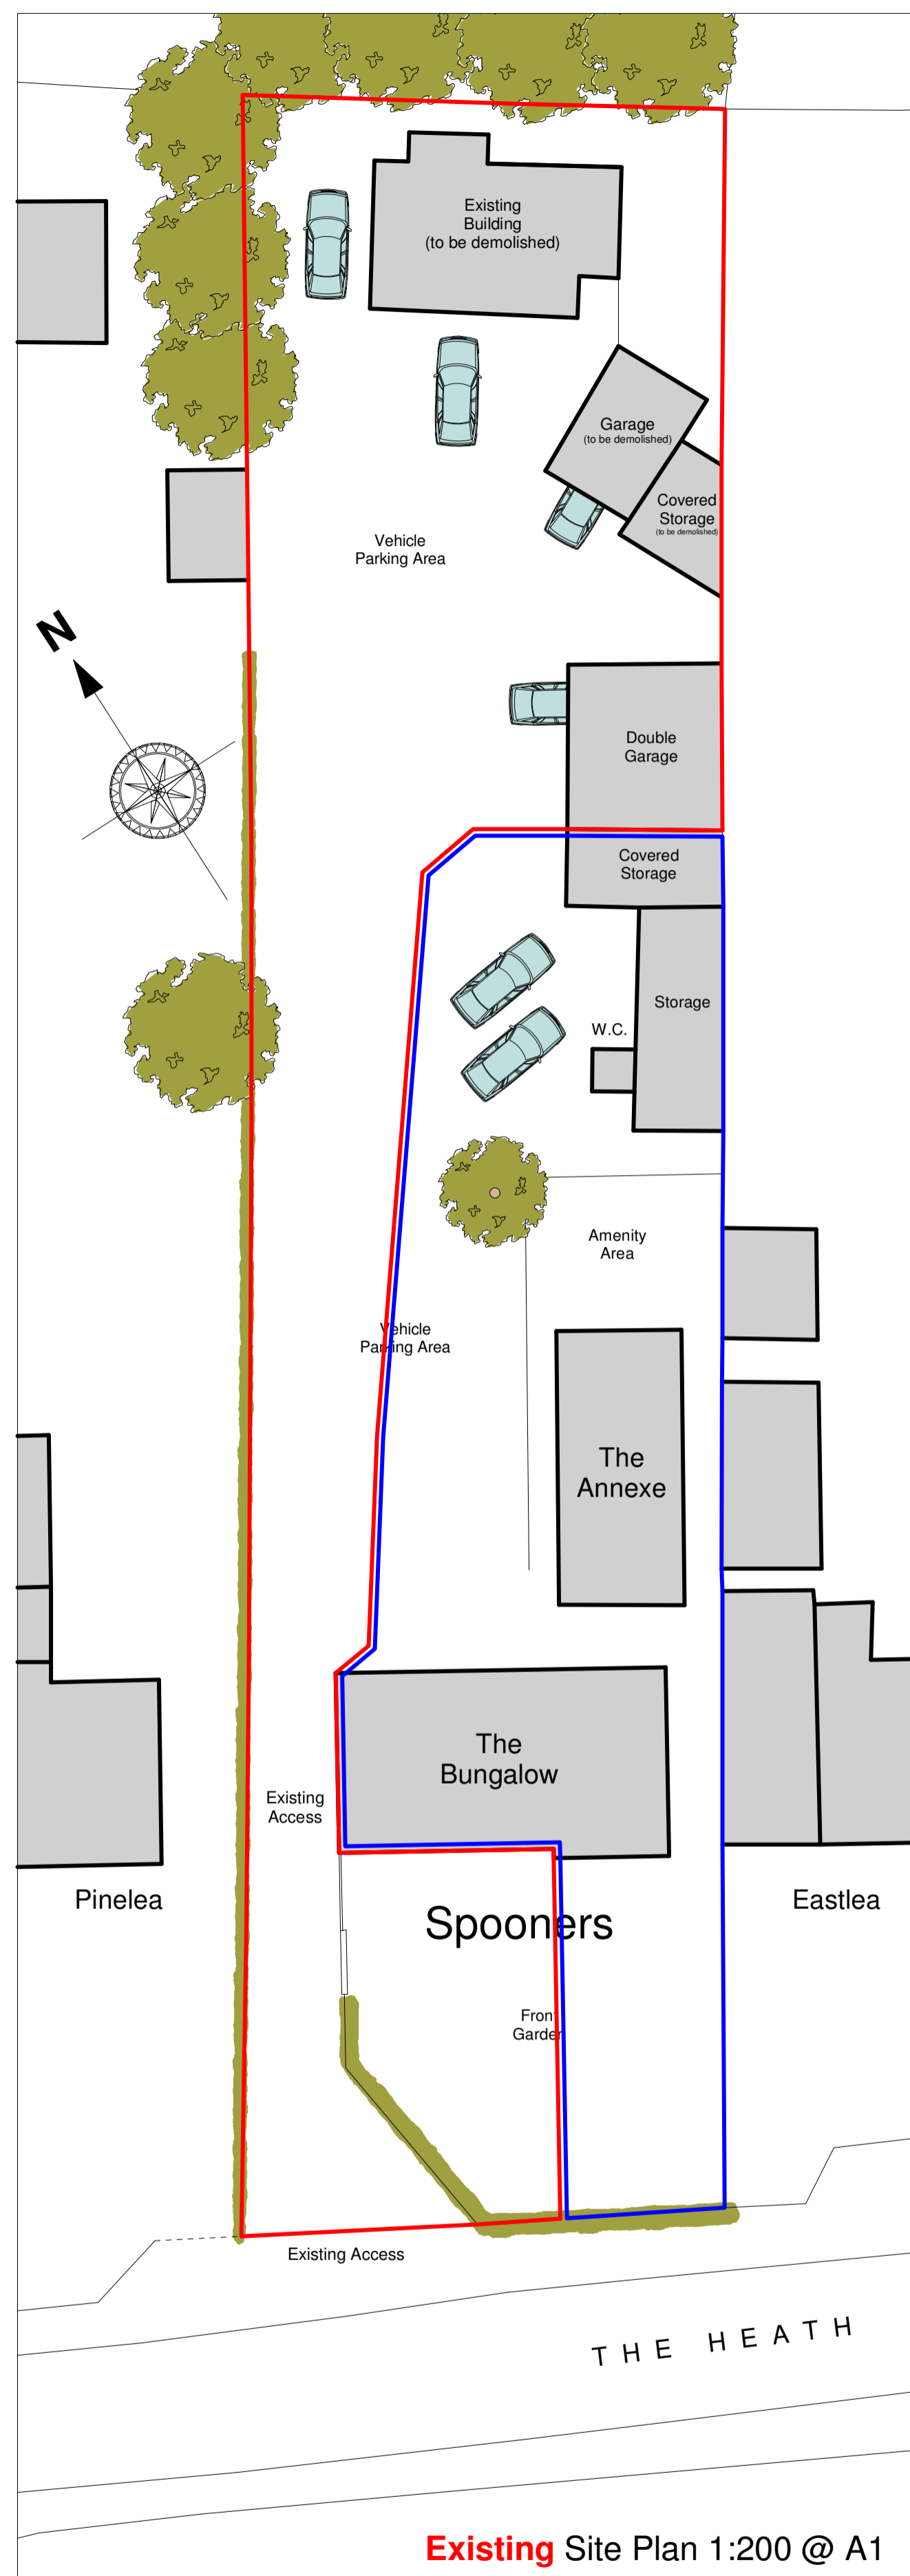 Existing
Building
(to be demolished)
Garage
(to be demolished)
Covered
Storage
(to be demolished)
Vehicle
Parking Area
N
Double
Garage
Covered
Storage
Storage
W.C.
Amenity
Area
Vehicle
Parking Area
The
Annexe
The
Bungalow
Existing
Access
Pinelea
Eastlea
Spooners
Front
Garden
Existing Access
THE HEATH
Existing Site Plan 1:200 @ A1